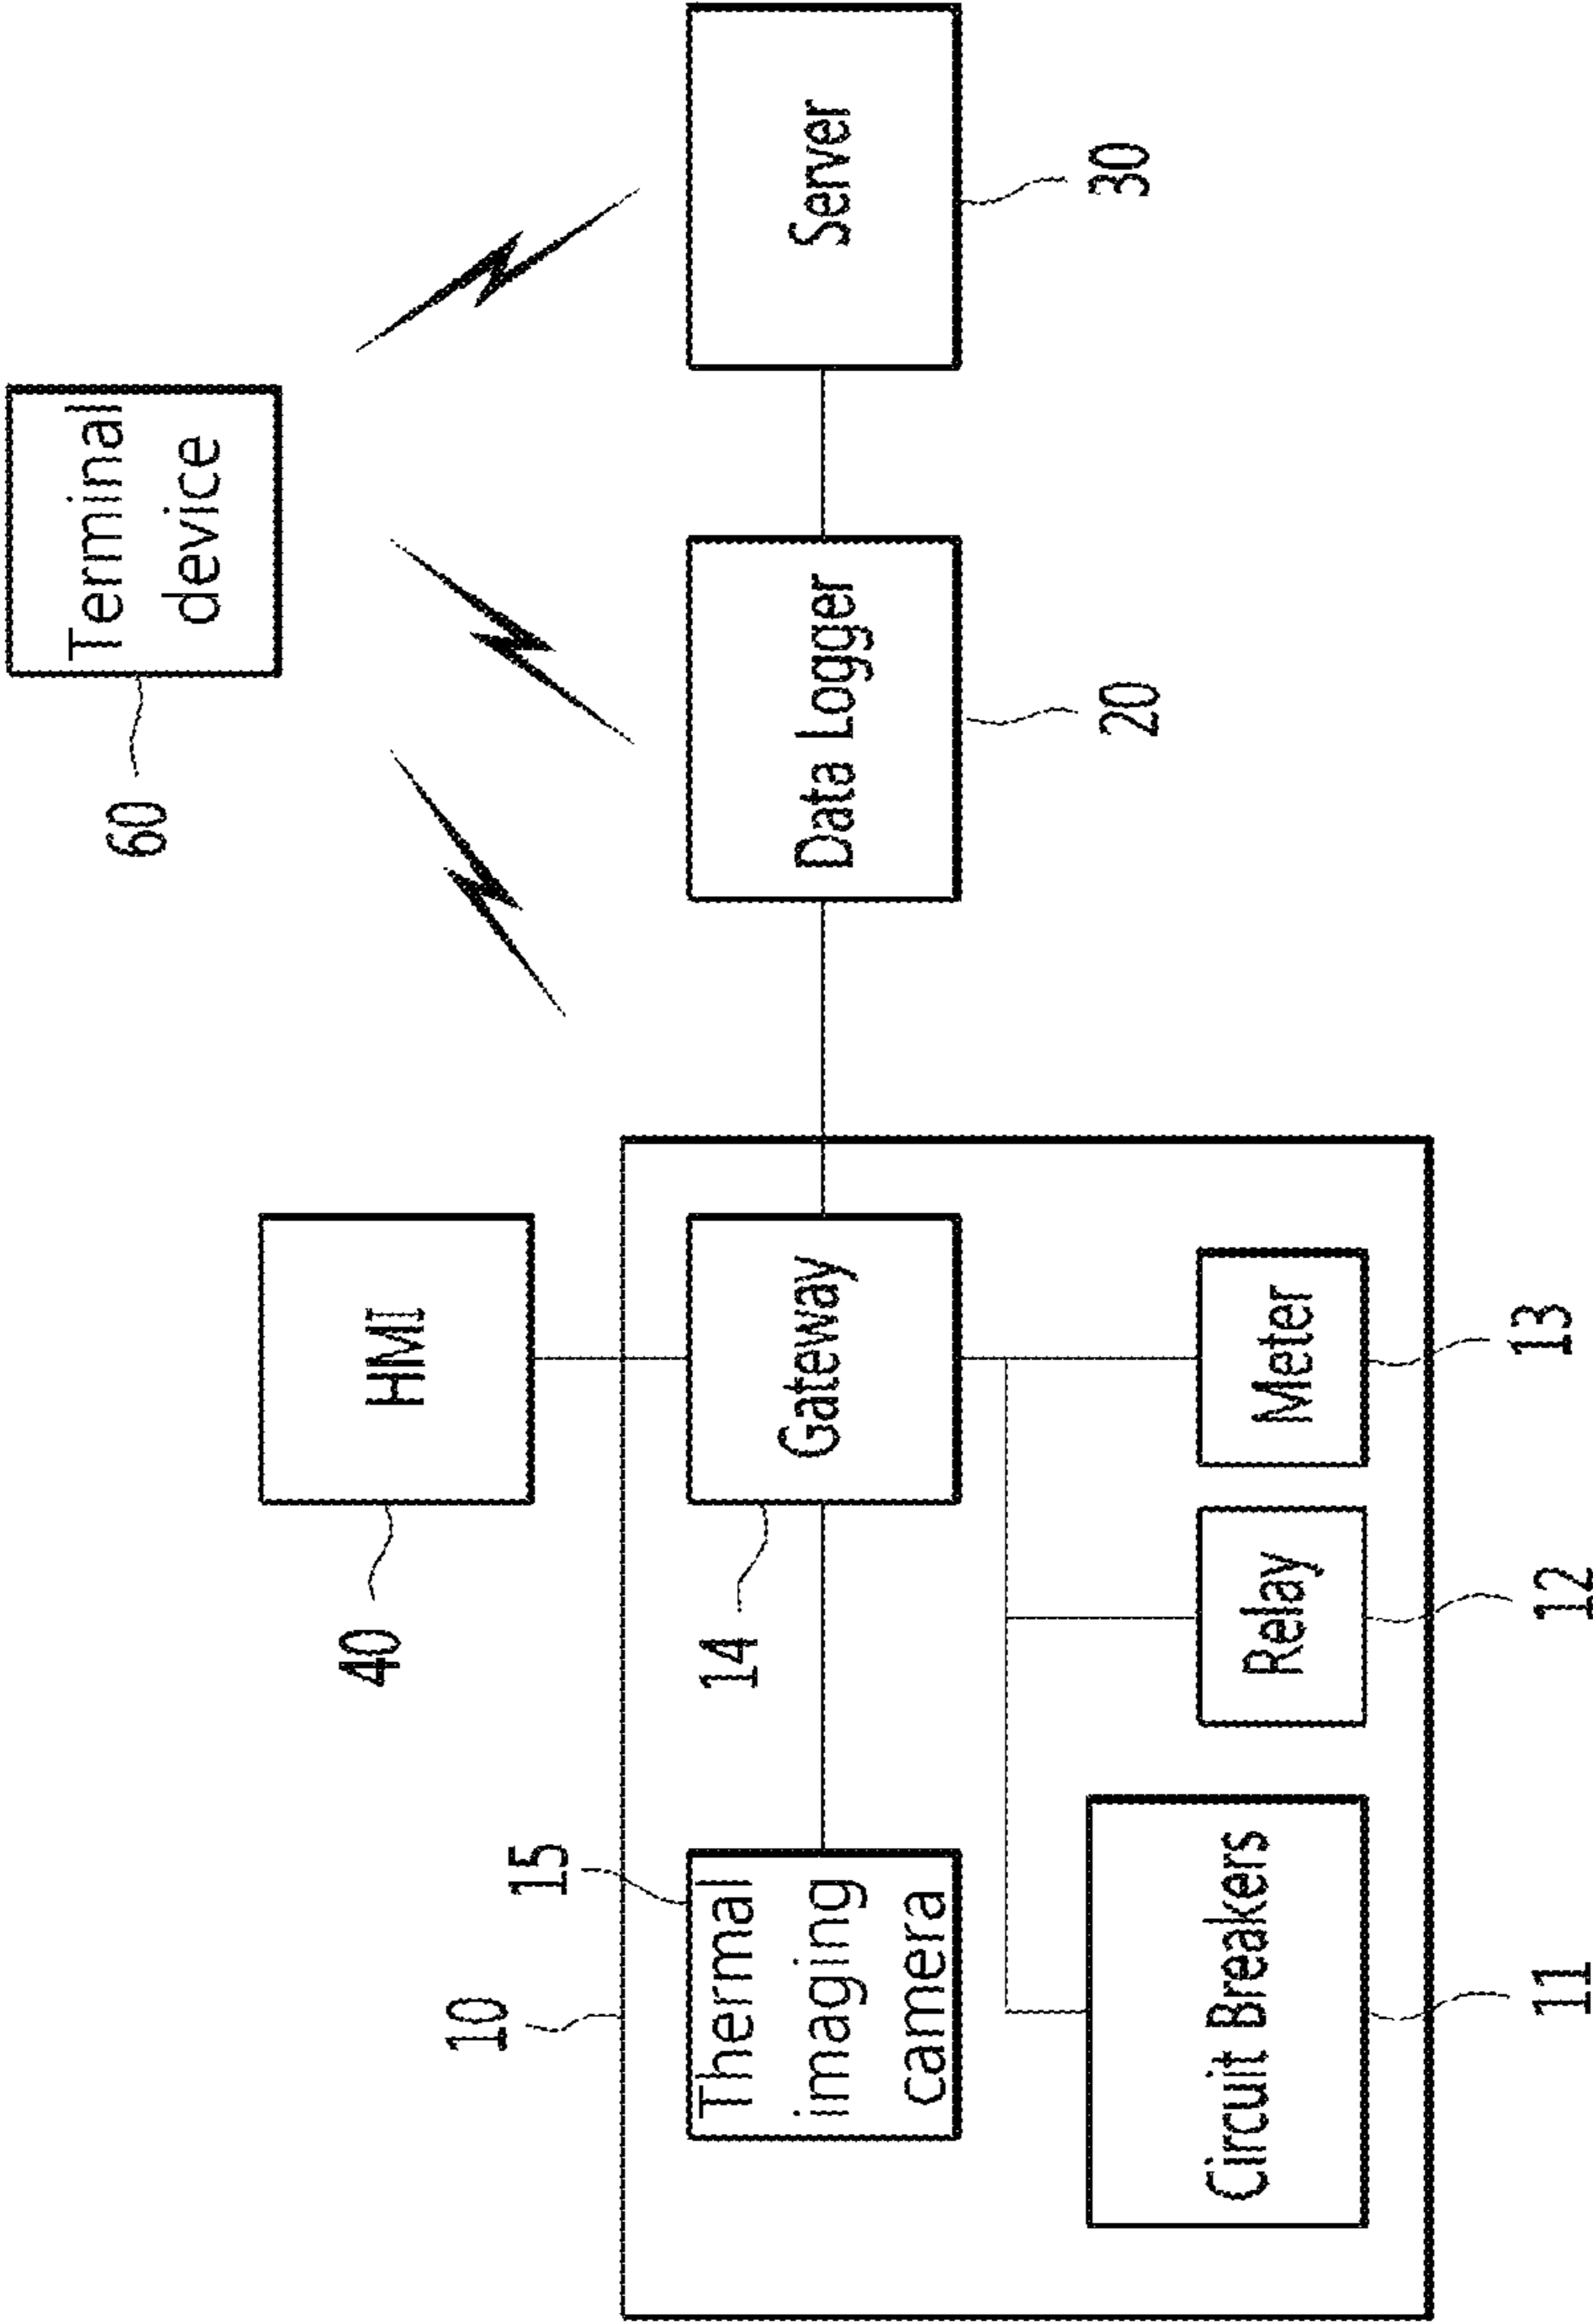 Terminal
device
60
HMI
40
10
15
Thermal
imaging
camera
14
Gateway
Data Logger
20
Server
30
Circuit Breakers
11
Relay
12
Meter
13